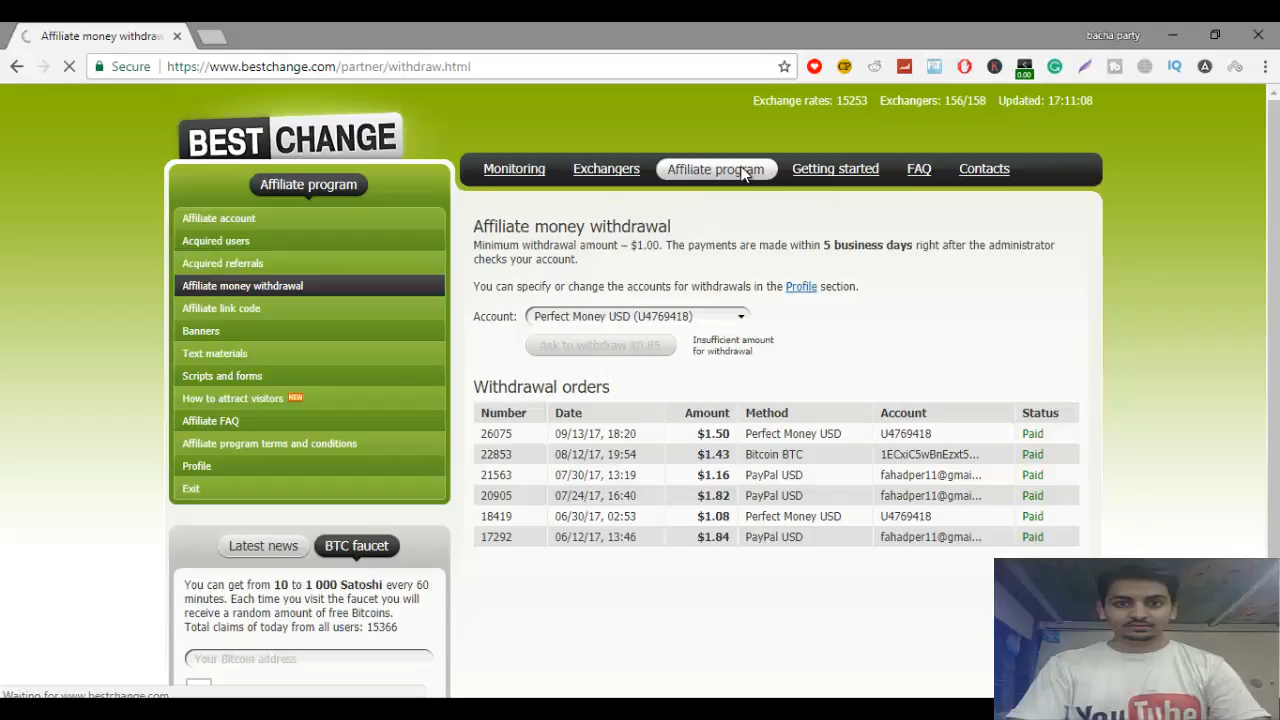 Affiliate money withdraw
bacha party
Secure https://www.bestchange.com/partner/withdraw.html
0.00
Exchange rates: 15253 Exchangers: 156/158 Updated: 17:11:08
BEST CHANGE
Monitoring Exchangers Affiliate program Getting started FAQ Contacts
Affiliate program
Affiliate account
Acquired users
Acquired referrals
Affiliate money withdrawal
Affiliate link code
Banners
Text materials
Scripts and forms
How to attract visitors NEW
Affiliate FAQ
Affiliate program terms and conditions
Profile
Exit
Affiliate money withdrawal
Minimum withdrawal amount – $1.00. The payments are made within 5 business days right after the administrator
checks your account.
You can specify or change the accounts for withdrawals in the Profile section.
Account: Perfect Money USD (U4769418)
Ask to withdraw $0.85 Insufficient amount
for withdrawal
Withdrawal orders
Number Date Amount Method Account Status
26075 09/13/17, 18:20 $1.50 Perfect Money USD U4769418 Paid
22853 08/12/17, 19:54 $1.43 Bitcoin BTC 1ECxiC5wBnEzxt5... Paid
21563 07/30/17, 13:19 $1.16 PayPal USD fahadper11@gmai... Paid
20905 07/24/17, 16:40 $1.82 PayPal USD fahadper11@gmai... Paid
18419 06/30/17, 02:53 $1.08 Perfect Money USD U4769418 Paid
17292 06/12/17, 13:46 $1.84 PayPal USD fahadper11@gmai... Paid
Latest news BTC faucet
You can get from 10 to 1 000 Satoshi every 60
minutes. Each time you visit the faucet you will
receive a random amount of free Bitcoins.
Total claims of today from all users: 15366
Your Bitcoin address
Waiting for www.bestchange.com
YouTube